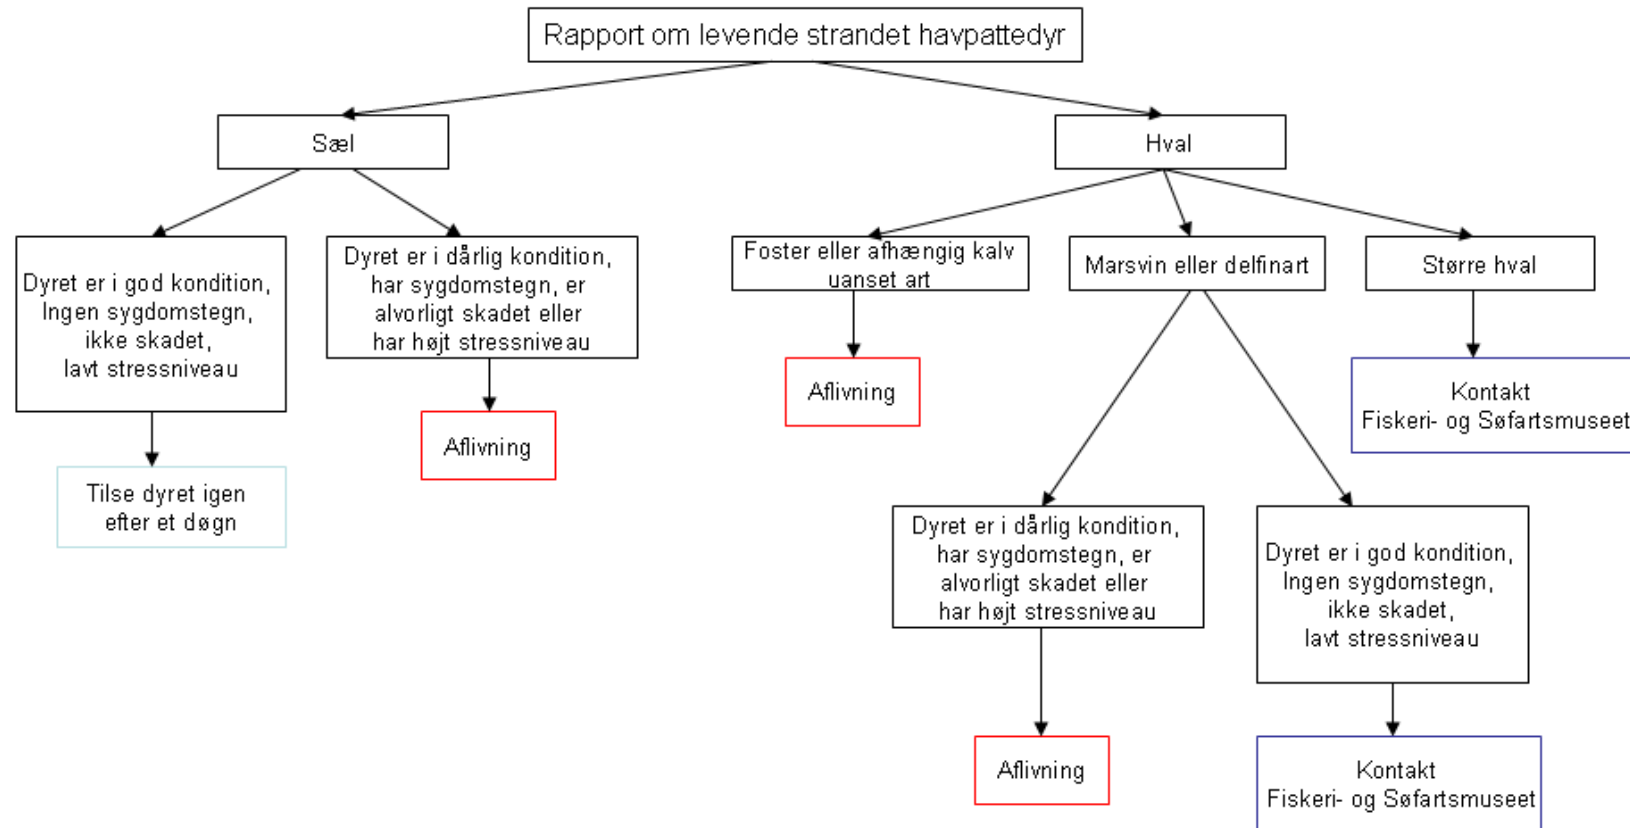 Rapport om levende strandet havpattedyr
Sæl
Hval
Dyret er i god kondition,
Ingen sygdomstegn,
ikke skadet,
lavt stressniveau
Dyret er i dårlig kondition,
har sygdomstegn, er
alvorligt skadet eller
har højt stressniveau
Foster eller afhængig kalv
uanset art
Marsvin eller delfinart
Større hval
Aflivning
Aflivning
Kontakt
Fiskeri- og Søfartsmuseet
Tilse dyret igen
efter et døgn
Dyret er i dårlig kondition,
har sygdomstegn, er
alvorligt skadet eller
har højt stressniveau
Dyret er i god kondition,
Ingen sygdomstegn,
ikke skadet,
lavt stressniveau
Aflivning
Kontakt
Fiskeri- og Søfartsmuseet